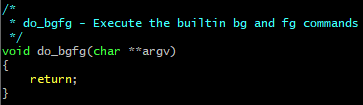 /*
 * do_bgfg - Execute the builtin bg and fg commands
 */
void do_bgfg(char **argv)
{
    return;
}